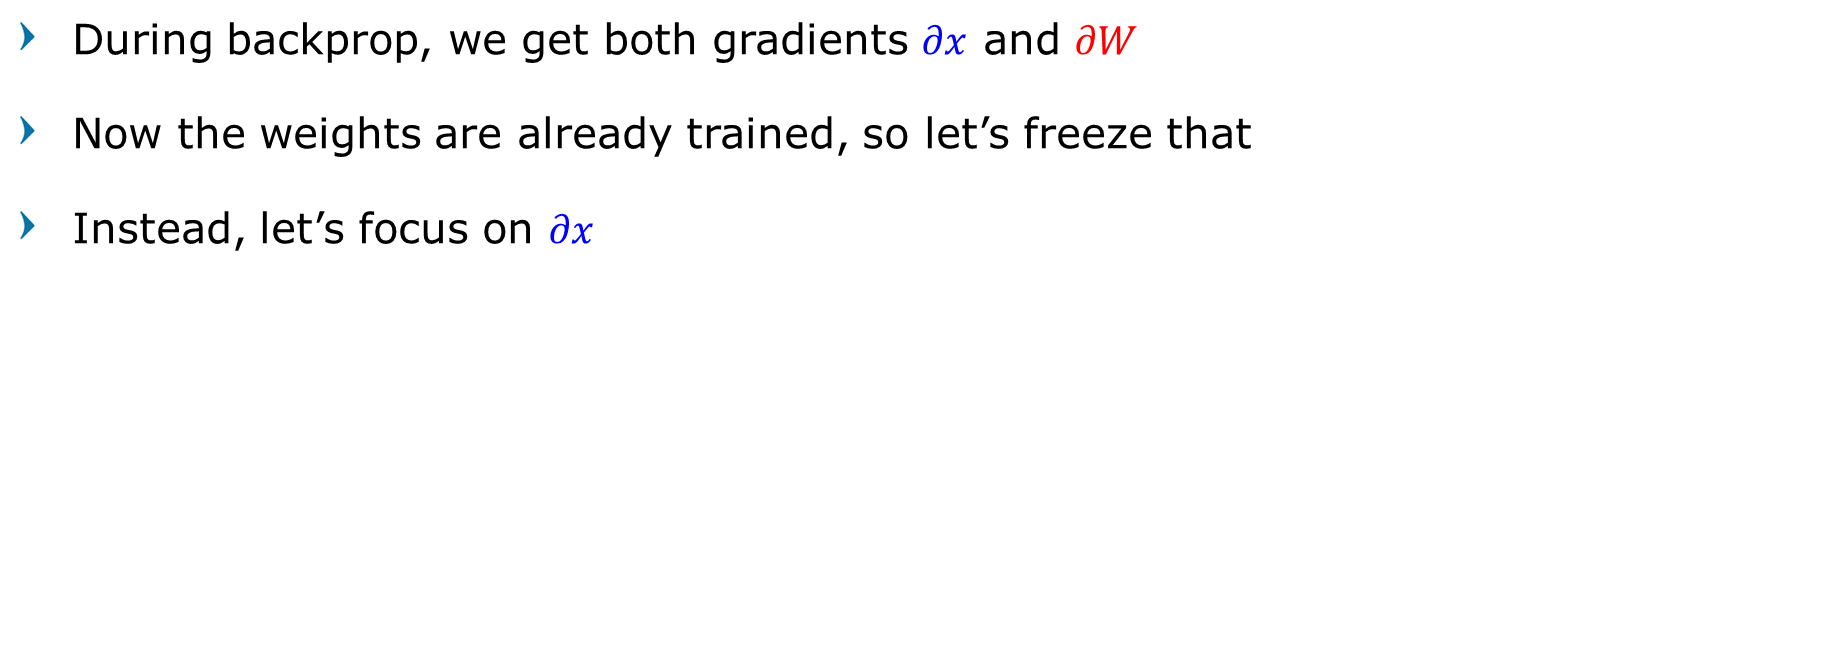 › During backprop, we get both gradients ∂x and ∂W
› Now the weights are already trained, so let’s freeze that
› Instead, let’s focus on ∂x